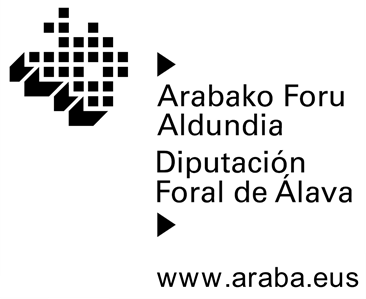 Arabako Foru
Aldundia
Diputación
Foral de Álava
www.araba.eus